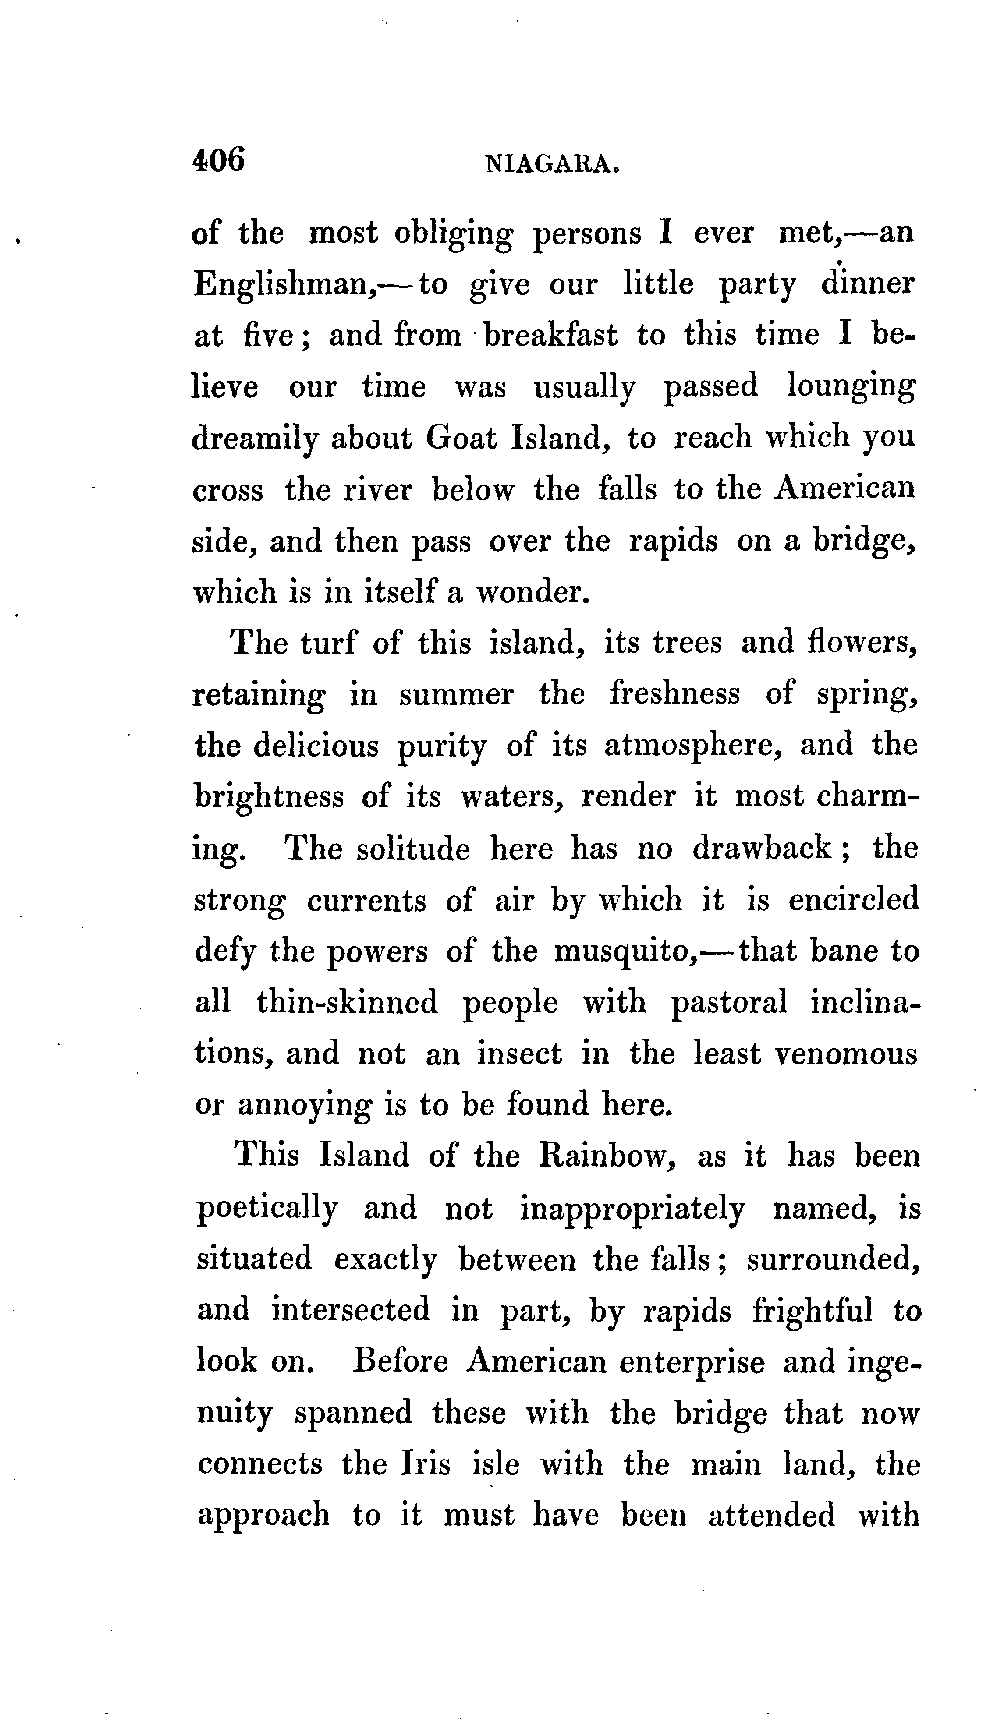 406 NIAGARA.
of the most obliging persons I ever met,—an
Englishman,—to give our little party dinner
at five; and from breakfast to this time I be-
lieve our time was usually passed lounging
dreamily about Goat Island, to reach which you
cross the river below the falls to the American
side, and then pass over the rapids on a bridge,
which is in itself a wonder.
The turf of this island, its trees and flowers,
retaining in summer the freshness of spring,
the delicious purity of its atmosphere, and the
brightness of its waters, render it most charm-
ing. The solitude here has no drawback; the
strong currents of air by which it is encircled
defy the powers of the musquito,—that bane to
all thin-skinned people with pastoral inclina-
tions, and not an insect in the least venomous
or annoying is to be found here.
This Island of the Rainbow, as it has been
poetically and not inappropriately named, is
situated exactly between the falls; surrounded,
and intersected in part, by rapids frightful to
look on. Before American enterprise and inge-
nuity spanned these with the bridge that now
connects the Iris isle with the main land, the
approach to it must have been attended with